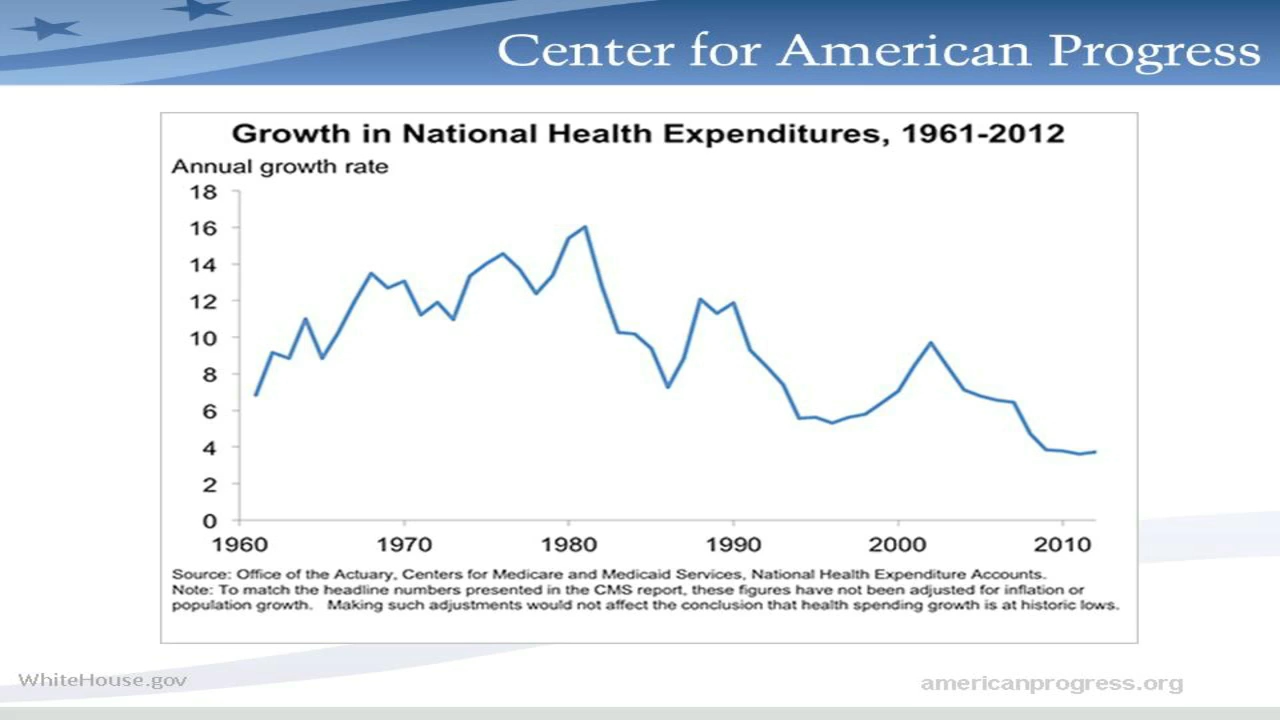 Center for American Progress
Growth in National Health Expenditures, 1961-2012
Annual growth rate
18
16
14
12
10
8
6
4
2
0
1960 1970 1980 1990 2000 2010
Source: Office of the Actuary, Centers for Medicare and Medicaid Services, National Health Expenditure Accounts.
Note: To match the headline numbers presented in the CMS report, these figures have not been adjusted for inflation or
population growth. Making such adjustments would not affect the conclusion that health spending growth is at historic lows.
WhiteHouse.gov
americanprogress.org